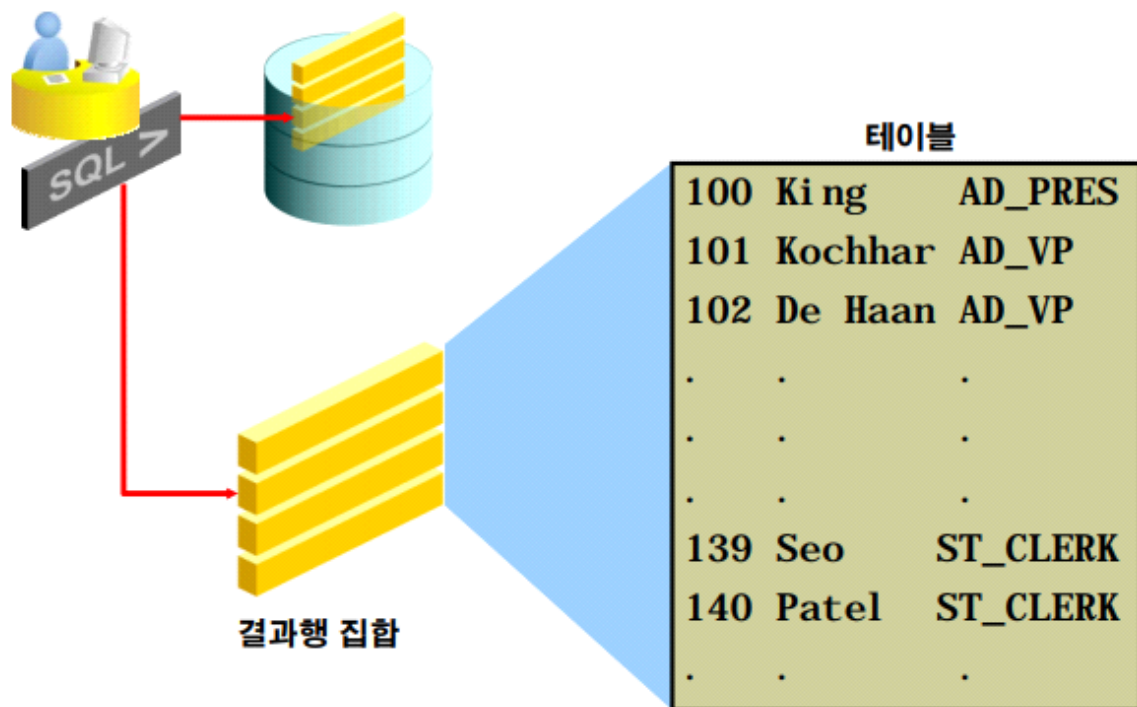 SQL >
테이블
100 King AD_PRES
101 Kochhar AD_VP
102 De Haan AD_VP
. . .
. . .
. . .
139 Seo ST_CLERK
140 Patel ST_CLERK
. . .
결과행 집합